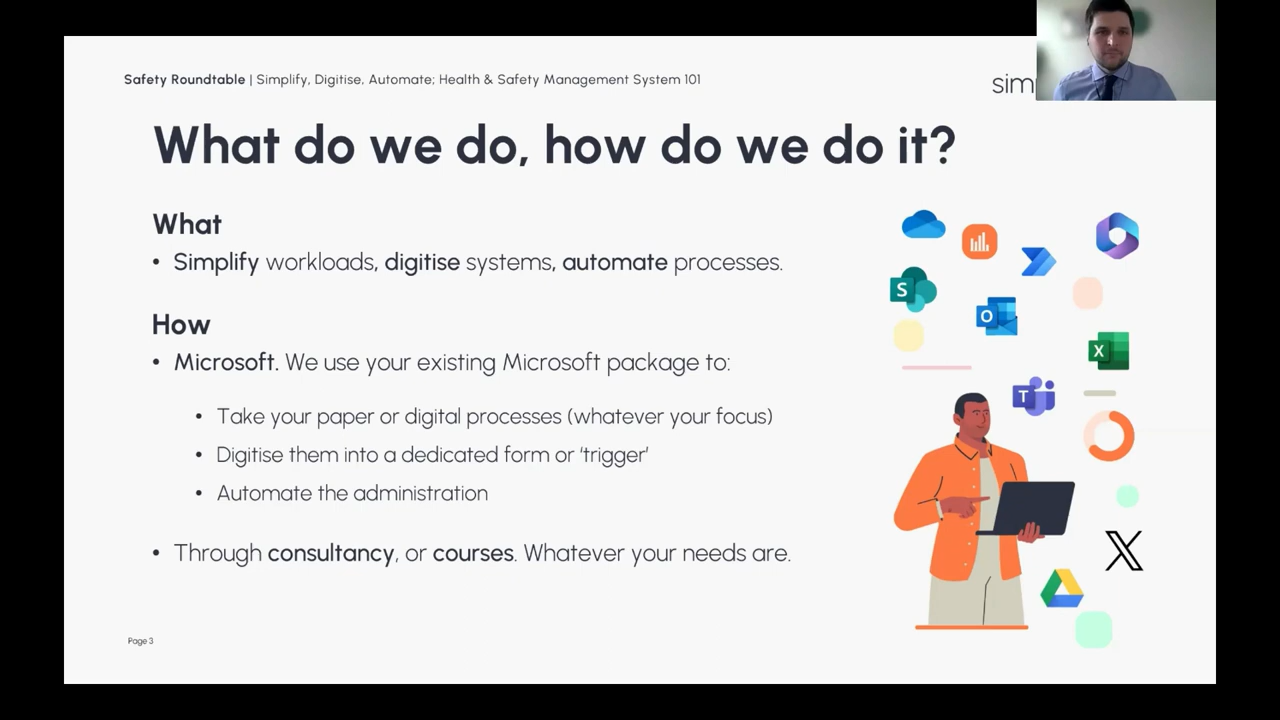 Safety Roundtable | Simplify, Digitise, Automate; Health & Safety Management System 101
What do we do, how do we do it?
What
• Simplify workloads, digitise systems, automate processes.
How
• Microsoft. We use your existing Microsoft package to:
• Take your paper or digital processes (whatever your focus)
• Digitise them into a dedicated form or ‘trigger’
• Automate the administration
• Through consultancy, or courses. Whatever your needs are.
S
O
X
T
Page 3